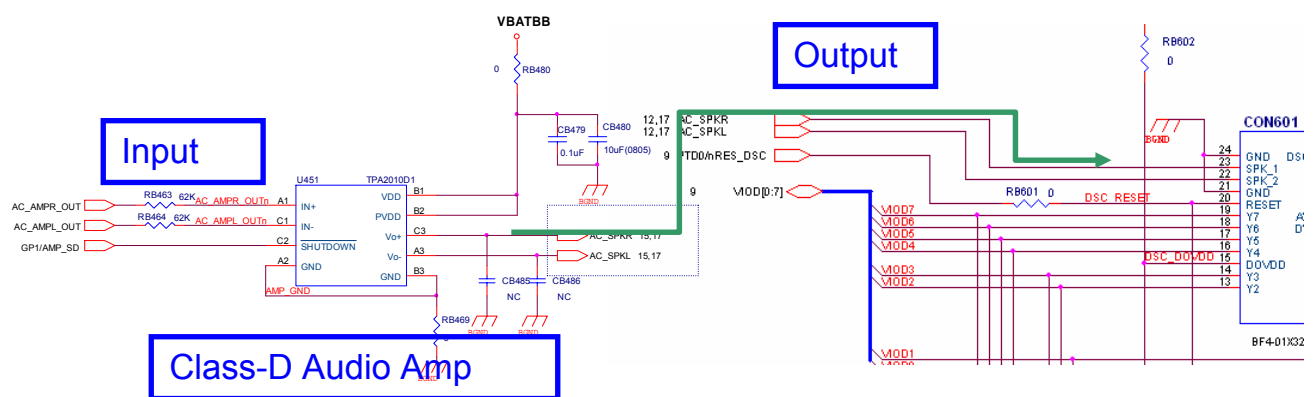 VBATBB
0 RB480
Input
Output
RB602
0
CB479
0.1uF
CB480
10uF(0805)
BGND
12,17 AC_SPKR
12,17 AC_SPKL
9 PTD0/nRES_DSC
9
VIOD[0:7]
BGND
CON601
24 GND
23 SPK_1
22 SPK_2
21 GND
20 RESET
19 Y7
18 Y6
17 Y5
16 Y4
15 DOVDD
14 Y3
13 Y2
BF4-01X32
RB601 0
DSC_RESET
DSC_DOVDD
VIOD7
VIOD6
VIOD5
VIOD4
VIOD3
VIOD2
VIOD1
U451 TPA2010D1
AC_AMPR_OUT RB463 62K AC_AMPR_OUTn A1 IN+
AC_AMPL_OUT RB464 62K AC_AMPL_OUTn C1 IN-
GP1/AMP_SD C2 SHUTDOWN
A2 GND
AMP_GND
VDD B1
PVDD B2
Vo+ C3
Vo- A3
GND B3
AC_SPKR 15,17
AC_SPKL 15,17
CB485
NC
CB486
NC
BGND
BGND
RB469
BGND
Class-D Audio Amp